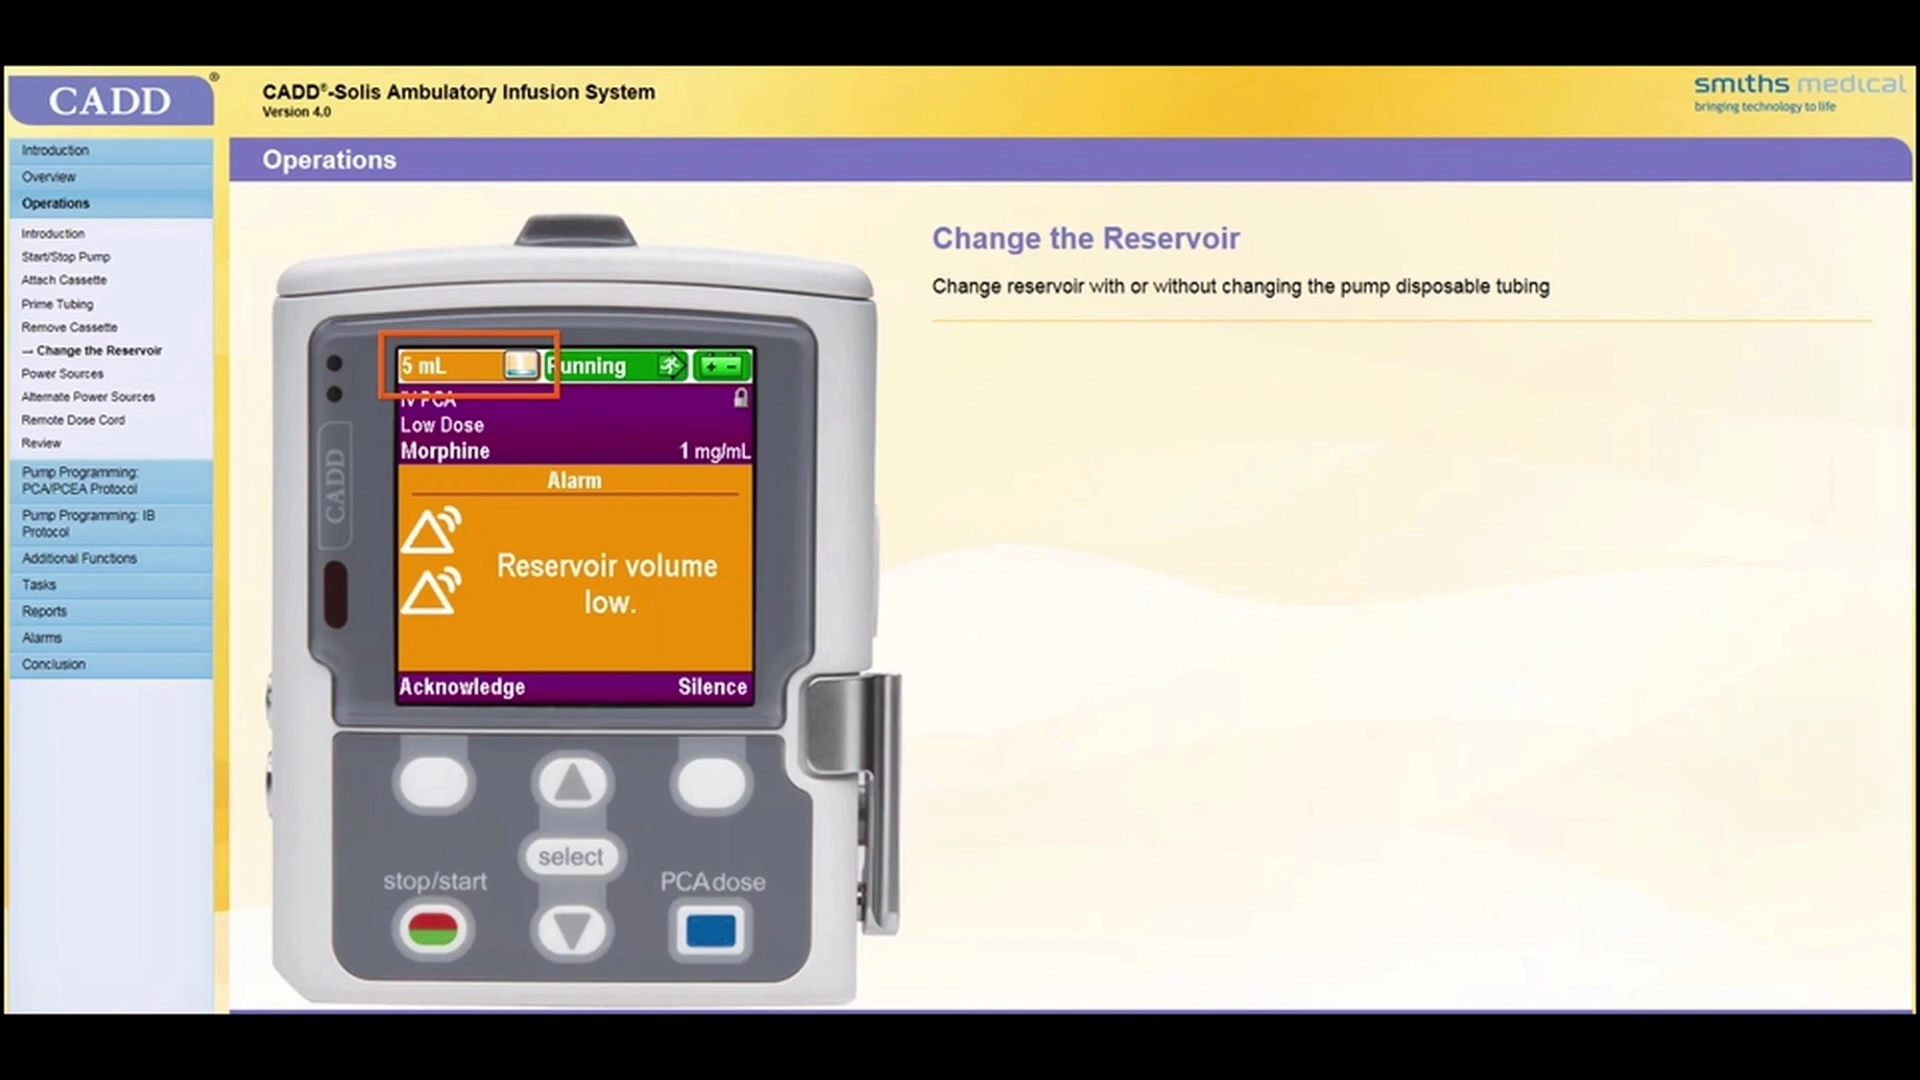 CADD®
CADD®-Solis Ambulatory Infusion System
Version 4.0
smiths medical
bringing technology to life
Introduction
Overview
Operations
Introduction
Start/Stop Pump
Attach Cassette
Prime Tubing
Remove Cassette
→ Change the Reservoir
Power Sources
Alternate Power Sources
Remote Dose Cord
Review
Pump Programming:
PCA/PCEA Protocol
Pump Programming: IB
Protocol
Additional Functions
Tasks
Reports
Alarms
Conclusion
Operations
Change the Reservoir
Change reservoir with or without changing the pump disposable tubing
5 mL
Running
IV PCA
Low Dose
Morphine 1 mg/mL
Alarm
Reservoir volume
low.
Acknowledge Silence
CADD
select
stop/start
PCA dose